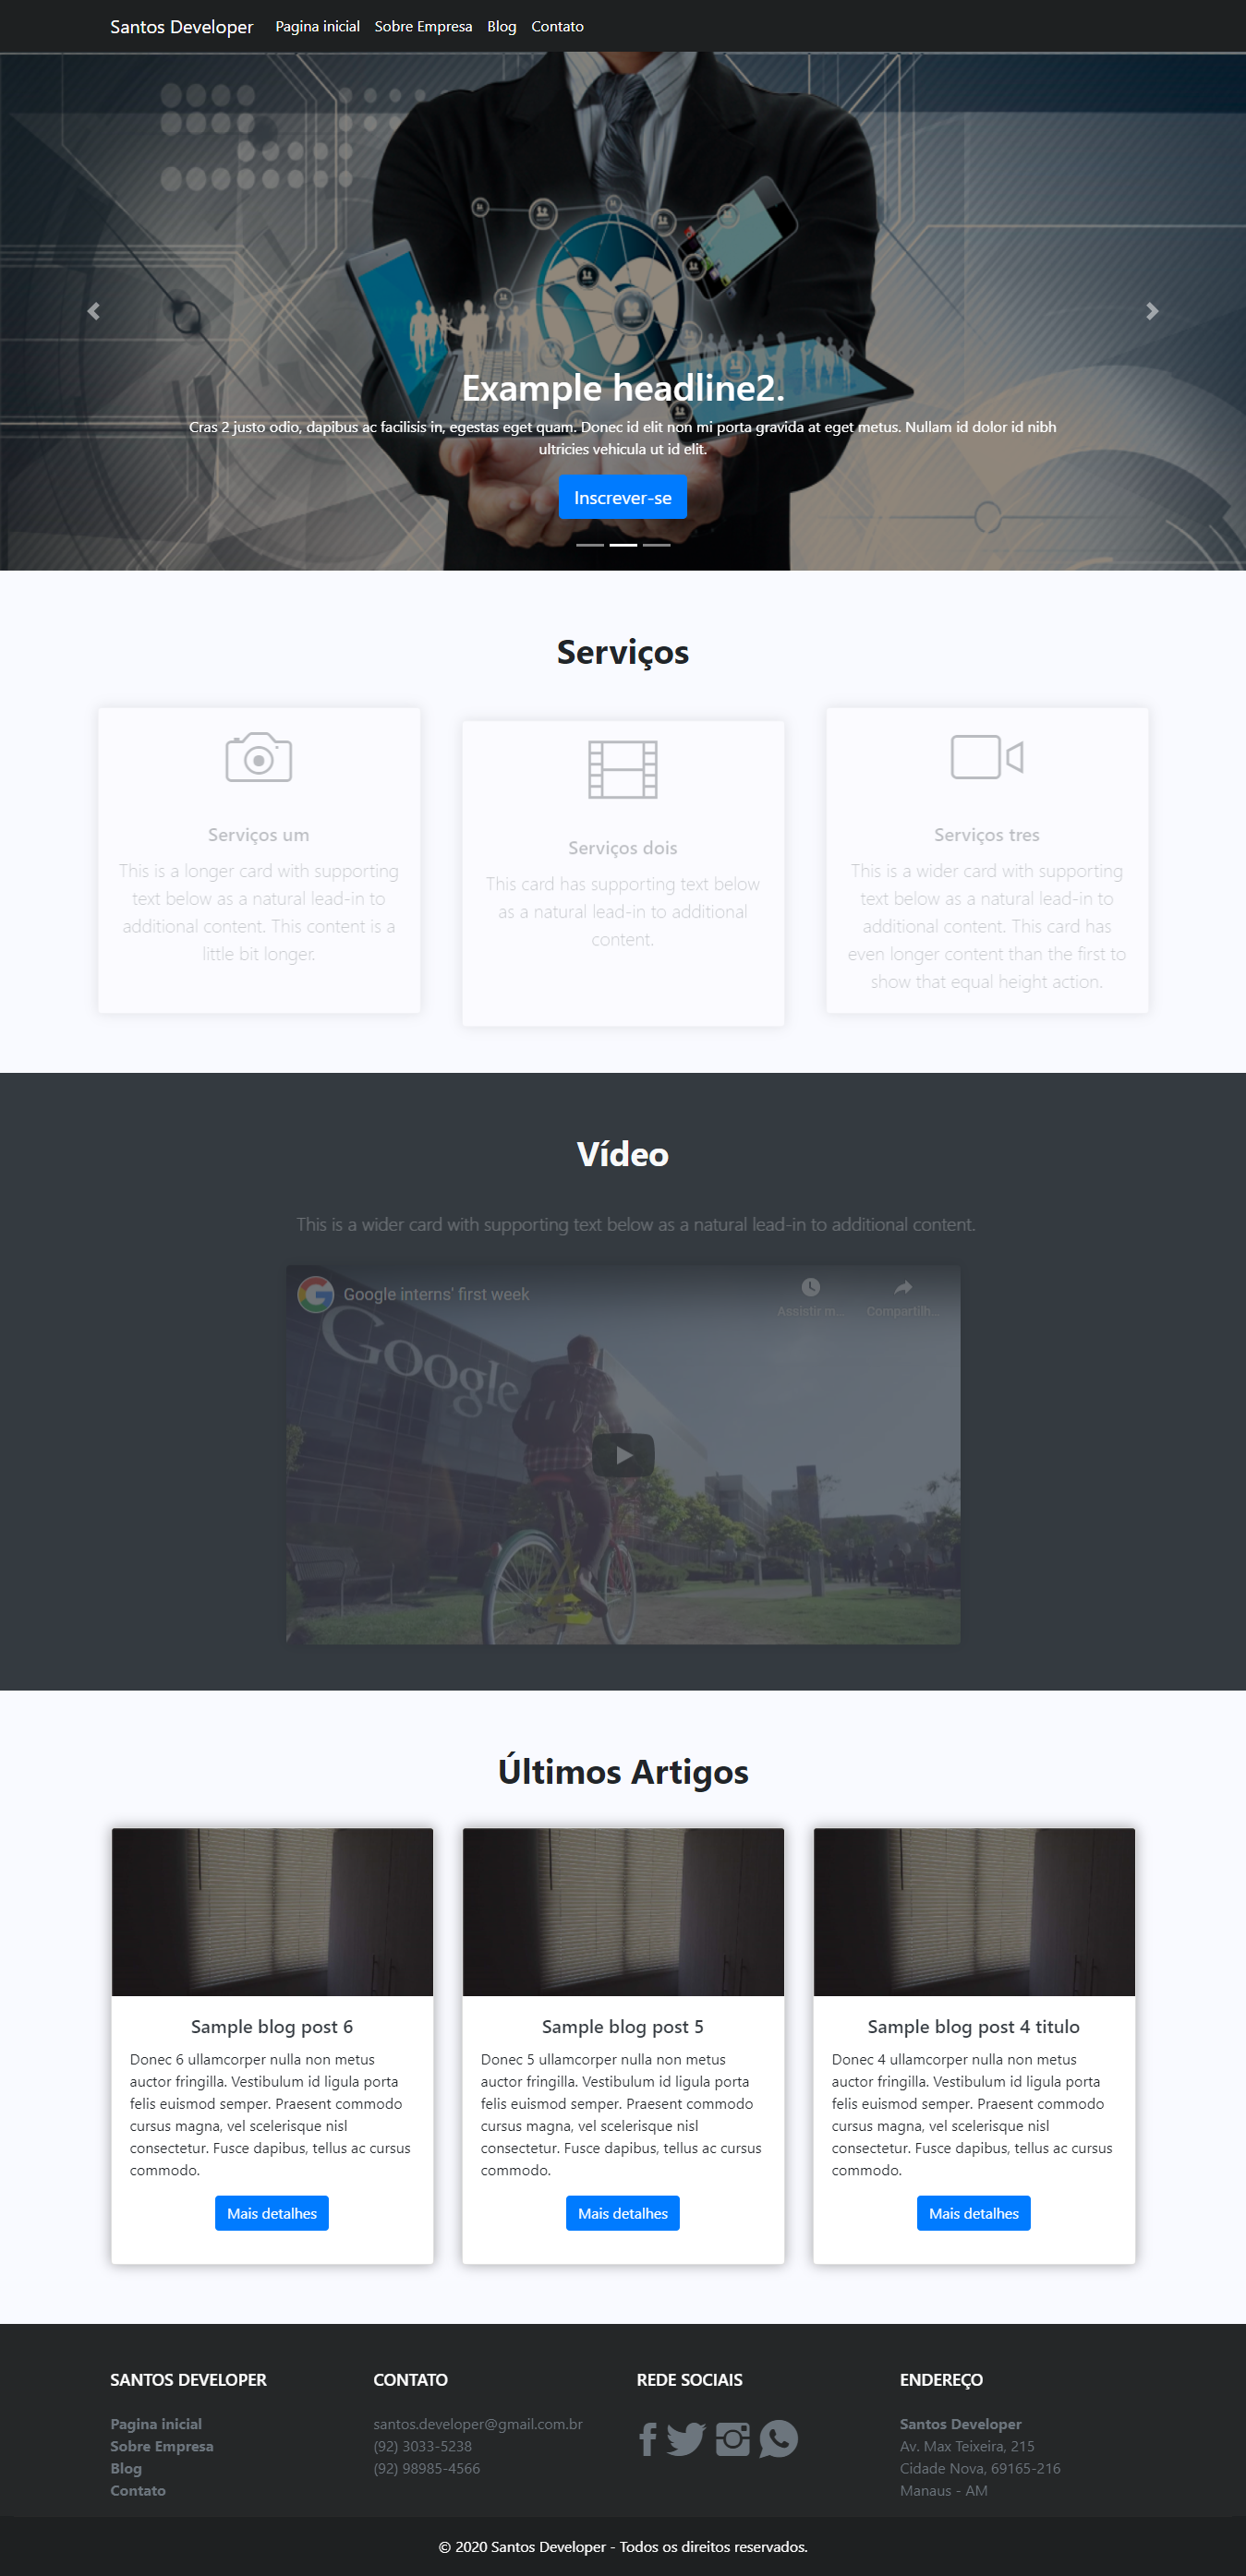 Santos Developer Pagina inicial Sobre Empresa Blog Contato
Example headline2.
Cras 2 justo odio, dapibus ac facilisis in, egestas eget quam. Donec id elit non mi porta gravida at eget metus. Nullam id dolor id nibh
ultricies vehicula ut id elit.
Inscrever-se
Serviços
Serviços um
This is a longer card with supporting
text below as a natural lead-in to
additional content. This content is a
little bit longer.
Serviços dois
This card has supporting text below
as a natural lead-in to additional
content.
Serviços tres
This is a wider card with supporting
text below as a natural lead-in to
additional content. This card has
even longer content than the first to
show that equal height action.
Vídeo
This is a wider card with supporting text below as a natural lead-in to additional content.
Google interns' first week
Assistir m...
Compartilh...
Google
Últimos Artigos
Sample blog post 6
Donec 6 ullamcorper nulla non metus
auctor fringilla. Vestibulum id ligula porta
felis euismod semper. Praesent commodo
cursus magna, vel scelerisque nisl
consectetur. Fusce dapibus, tellus ac cursus
commodo.
Mais detalhes
Sample blog post 5
Donec 5 ullamcorper nulla non metus
auctor fringilla. Vestibulum id ligula porta
felis euismod semper. Praesent commodo
cursus magna, vel scelerisque nisl
consectetur. Fusce dapibus, tellus ac cursus
commodo.
Mais detalhes
Sample blog post 4 titulo
Donec 4 ullamcorper nulla non metus
auctor fringilla. Vestibulum id ligula porta
felis euismod semper. Praesent commodo
cursus magna, vel scelerisque nisl
consectetur. Fusce dapibus, tellus ac cursus
commodo.
Mais detalhes
SANTOS DEVELOPER
Pagina inicial
Sobre Empresa
Blog
Contato
CONTATO
santos.developer@gmail.com.br
(92) 3033-5238
(92) 98985-4566
REDE SOCIAIS
ENDEREÇO
Santos Developer
Av. Max Teixeira, 215
Cidade Nova, 69165-216
Manaus - AM
© 2020 Santos Developer - Todos os direitos reservados.